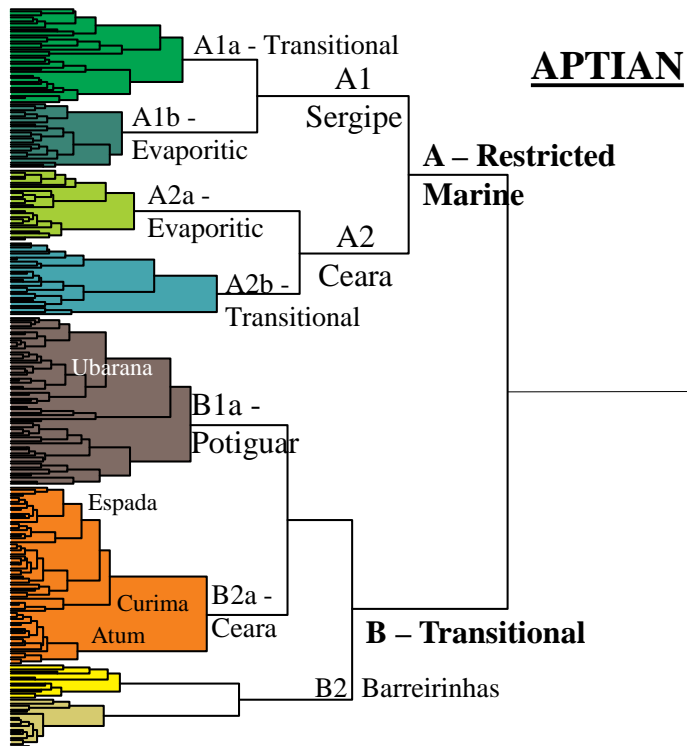 A1a - Transitional
APTIAN
A1
Sergipe
A1b -
Evaporitic
A – Restricted
Marine
A2a -
Evaporitic
A2
Ceara
A2b -
Transitional
Ubarana
B1a -
Potiguar
Espada
Curima
B2a -
Ceara
Atum
B – Transitional
B2 Barreirinhas